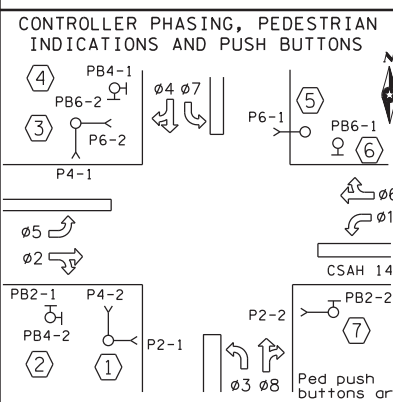 CONTROLLER PHASING, PEDESTRIAN
INDICATIONS AND PUSH BUTTONS
4
PB4-1
PB6-2
3
P6-2
P4-1
ø4 ø7
N
5
P6-1
PB6-1
6
ø6
ø1
ø5
ø2
CSAH 14
PB2-1
P4-2
PB4-2
2
1
P2-1
P2-2
PB2-2
7
ø3 ø8
Ped push
buttons ar